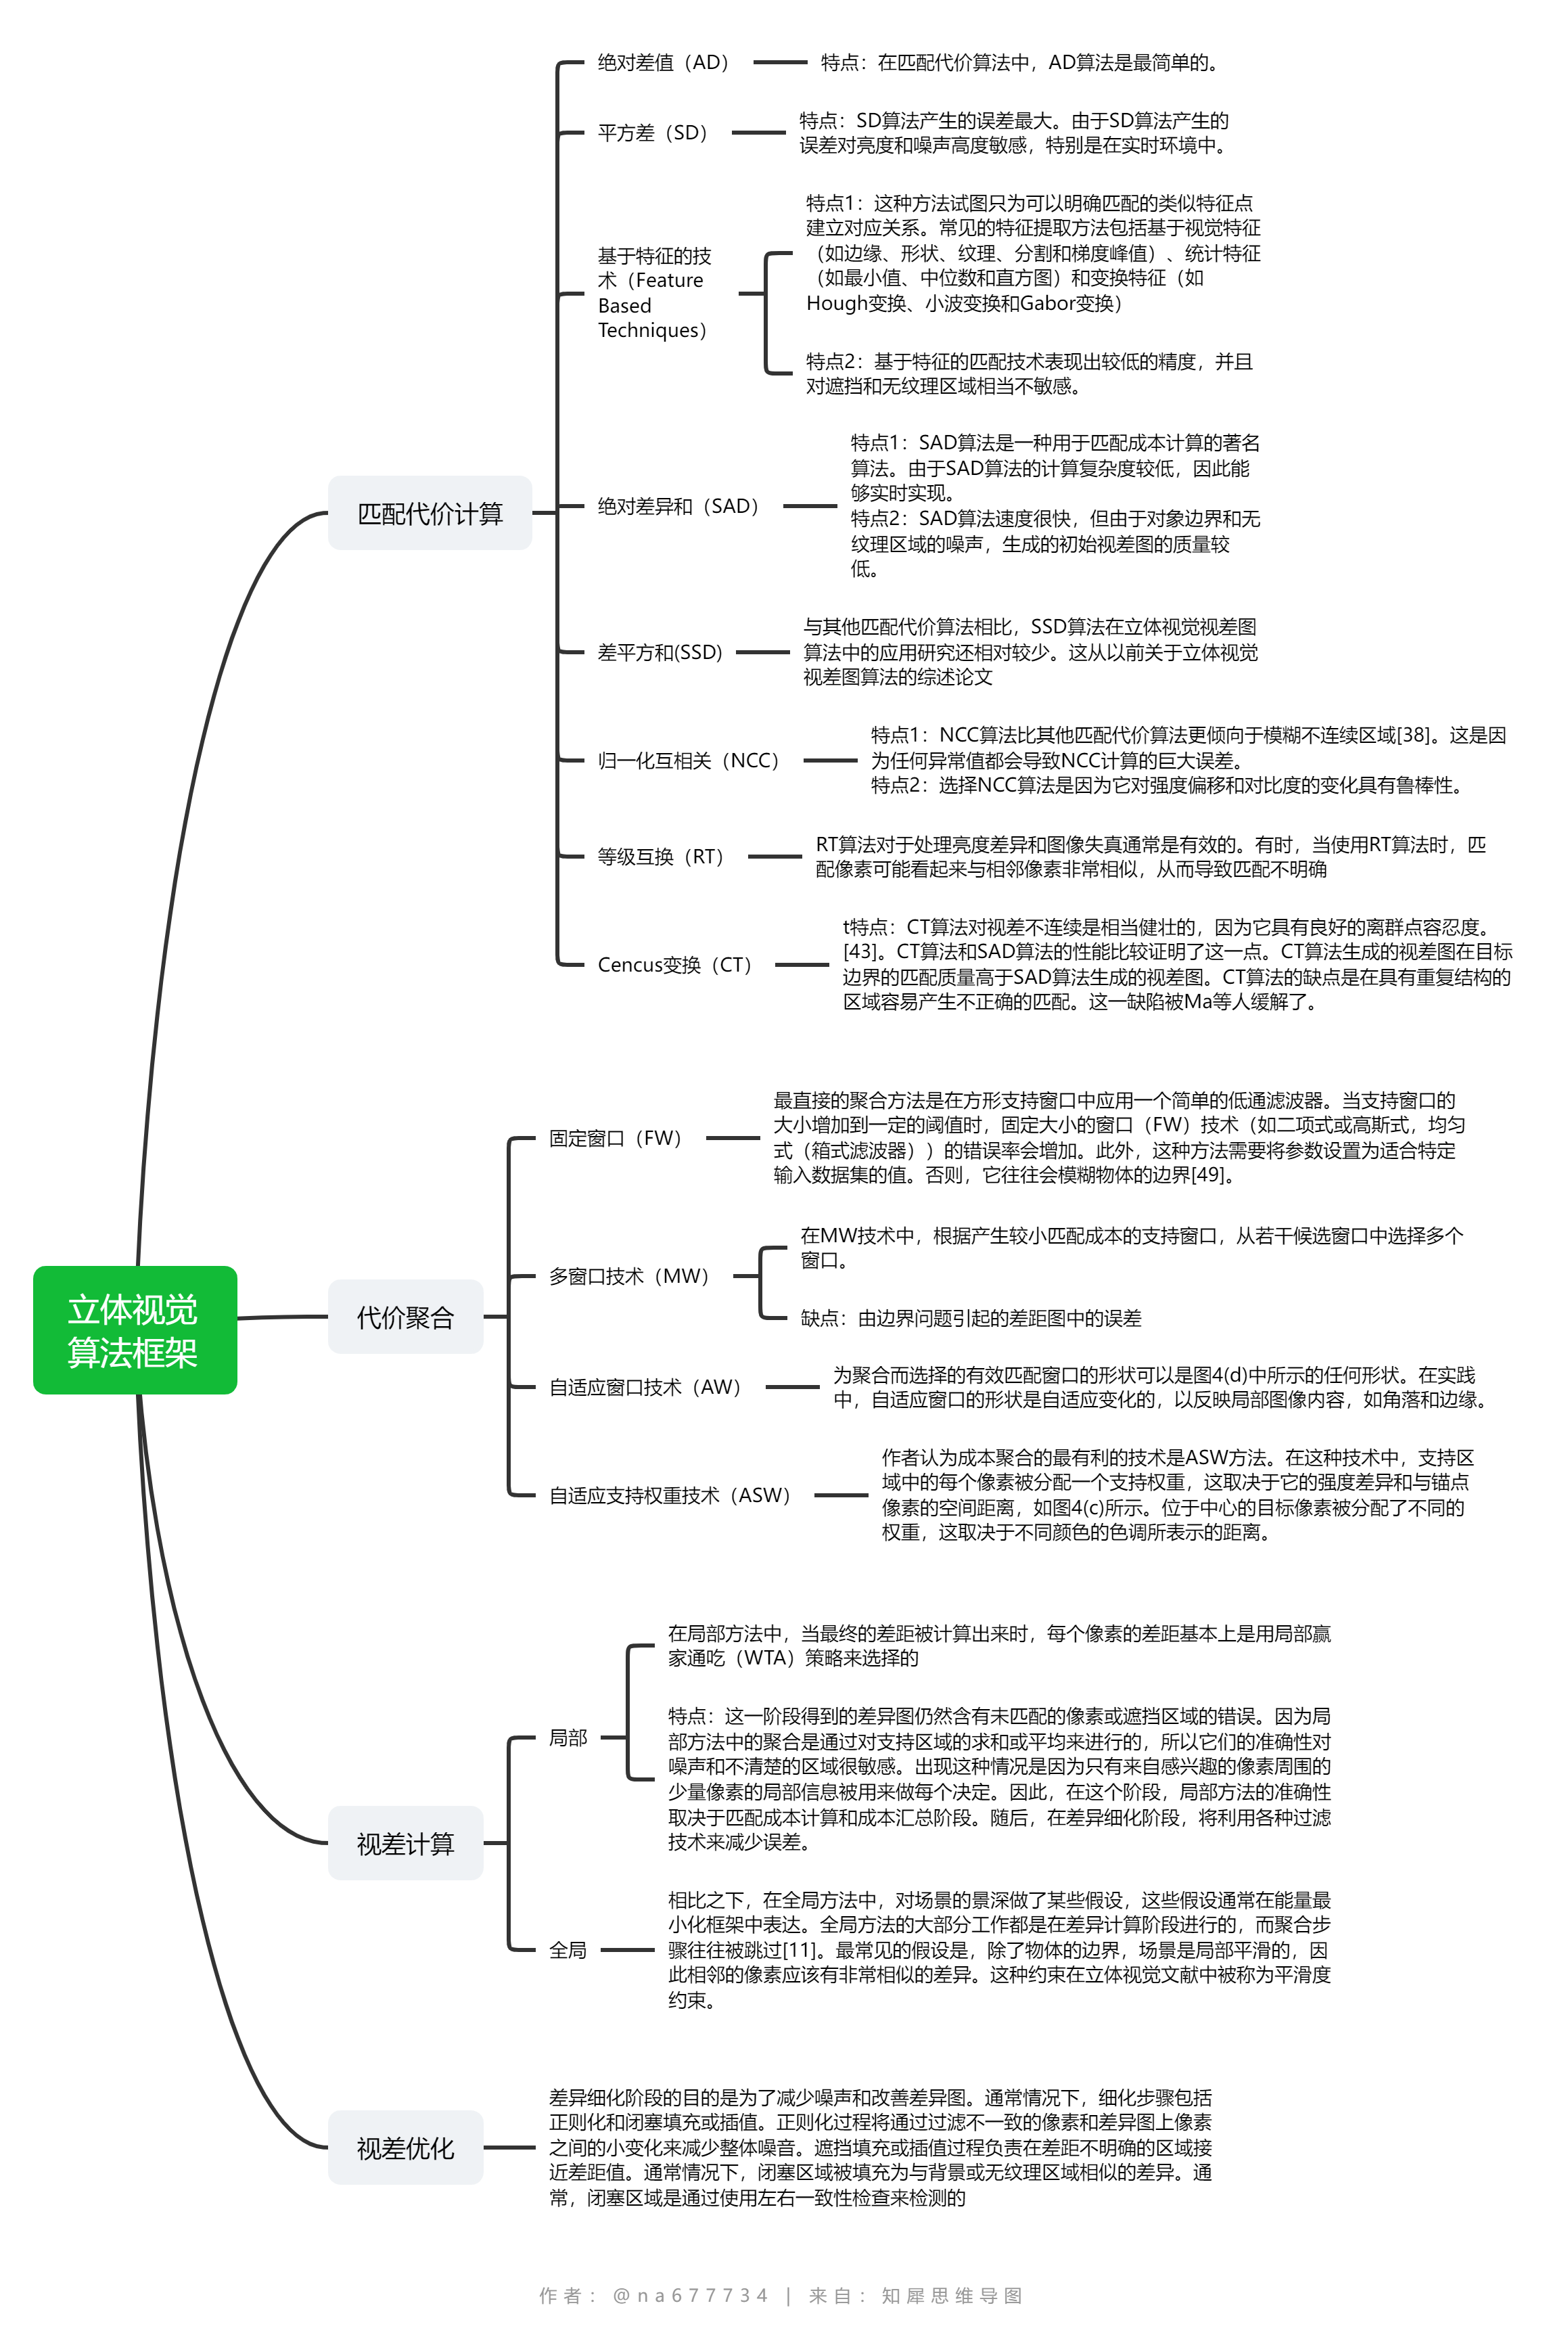 立体视觉
算法框架
匹配代价计算
绝对差值（AD）
特点：在匹配代价算法中，AD算法是最简单的。
平方差（SD）
特点：SD算法产生的误差最大。由于SD算法产生的
误差对亮度和噪声高度敏感，特别是在实时环境中。
基于特征的技
术（Feature
Based
Techniques）
特点1：这种方法试图只为可以明确匹配的类似特征点
建立对应关系。常见的特征提取方法包括基于视觉特征
（如边缘、形状、纹理、分割和梯度峰值）、统计特征
（如最小值、中位数和直方图）和变换特征（如
Hough变换、小波变换和Gabor变换）
特点2：基于特征的匹配技术表现出较低的精度，并且
对遮挡和无纹理区域相当不敏感。
绝对差异和（SAD）
特点1：SAD算法是一种用于匹配成本计算的著名
算法。由于SAD算法的计算复杂度较低，因此能
够实时实现。
特点2：SAD算法速度很快，但由于对象边界和无
纹理区域的噪声，生成的初始视差图的质量较
低。
差平方和(SSD)
与其他匹配代价算法相比，SSD算法在立体视觉视差图
算法中的应用研究还相对较少。这从以前关于立体视觉
视差图算法的综述论文
归一化互相关（NCC）
特点1：NCC算法比其他匹配代价算法更倾向于模糊不连续区域[38]。这是因
为任何异常值都会导致NCC计算的巨大误差。
特点2：选择NCC算法是因为它对强度偏移和对比度的变化具有鲁棒性。
等级互换（RT）
RT算法对于处理亮度差异和图像失真通常是有效的。有时，当使用RT算法时，匹
配像素可能看起来与相邻像素非常相似，从而导致匹配不明确
Cencus变换（CT）
t特点：CT算法对视差不连续是相当健壮的，因为它具有良好的离群点容忍度。
[43]。CT算法和SAD算法的性能比较证明了这一点。CT算法生成的视差图在目标
边界的匹配质量高于SAD算法生成的视差图。CT算法的缺点是在具有重复结构的
区域容易产生不正确的匹配。这一缺陷被Ma等人缓解了。
代价聚合
固定窗口（FW）
最直接的聚合方法是在方形支持窗口中应用一个简单的低通滤波器。当支持窗口的
大小增加到一定的阈值时，固定大小的窗口（FW）技术（如二项式或高斯式，均匀
式（箱式滤波器））的错误率会增加。此外，这种方法需要将参数设置为适合特定
输入数据集的值。否则，它往往会模糊物体的边界[49]。
多窗口技术（MW）
在MW技术中，根据产生较小匹配成本的支持窗口，从若干候选窗口中选择多个
窗口。
缺点：由边界问题引起的差距图中的误差
自适应窗口技术（AW）
为聚合而选择的有效匹配窗口的形状可以是图4(d)中所示的任何形状。在实践
中，自适应窗口的形状是自适应变化的，以反映局部图像内容，如角落和边缘。
自适应支持权重技术（ASW）
作者认为成本聚合的最有利的技术是ASW方法。在这种技术中，支持区
域中的每个像素被分配一个支持权重，这取决于它的强度差异和与锚点
像素的空间距离，如图4(c)所示。位于中心的目标像素被分配了不同的
权重，这取决于不同颜色的色调所表示的距离。
视差计算
局部
在局部方法中，当最终的差距被计算出来时，每个像素的差距基本上是用局部赢
家通吃（WTA）策略来选择的
特点：这一阶段得到的差异图仍然含有未匹配的像素或遮挡区域的错误。因为局
部方法中的聚合是通过对支持区域的求和或平均来进行的，所以它们的准确性对
噪声和不清楚的区域很敏感。出现这种情况是因为只有来自感兴趣的像素周围的
少量像素的局部信息被用来做每个决定。因此，在这个阶段，局部方法的准确性
取决于匹配成本计算和成本汇总阶段。随后，在差异细化阶段，将利用各种过滤
技术来减少误差。
全局
相比之下，在全局方法中，对场景的景深做了某些假设，这些假设通常在能量最
小化框架中表达。全局方法的大部分工作都是在差异计算阶段进行的，而聚合步
骤往往被跳过[11]。最常见的假设是，除了物体的边界，场景是局部平滑的，因
此相邻的像素应该有非常相似的差异。这种约束在立体视觉文献中被称为平滑度
约束。
视差优化
差异细化阶段的目的是为了减少噪声和改善差异图。通常情况下，细化步骤包括
正则化和闭塞填充或插值。正则化过程将通过过滤不一致的像素和差异图上像素
之间的小变化来减少整体噪音。遮挡填充或插值过程负责在差距不明确的区域接
近差距值。通常情况下，闭塞区域被填充为与背景或无纹理区域相似的差异。通
常，闭塞区域是通过使用左右一致性检查来检测的
作者：@na677734 | 来自：知犀思维导图